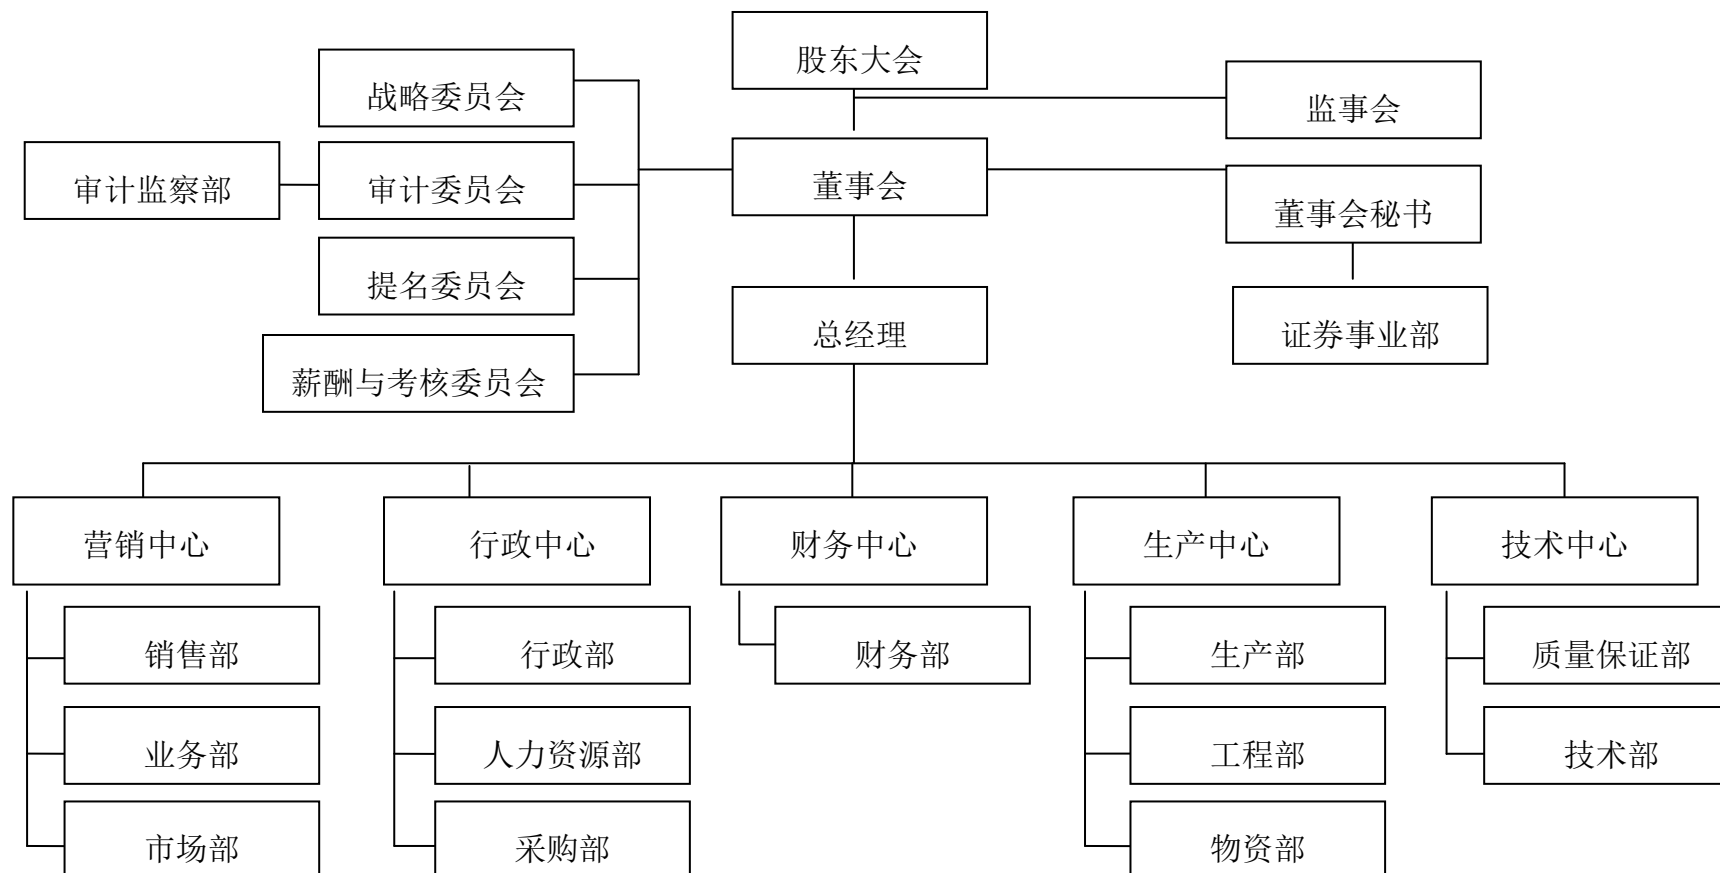 股东大会
战略委员会
监事会
审计监察部
审计委员会
董事会
董事会秘书
提名委员会
总经理
证券事业部
薪酬与考核委员会
营销中心
行政中心
财务中心
生产中心
技术中心
销售部
行政部
财务部
生产部
质量保证部
业务部
人力资源部
工程部
技术部
市场部
采购部
物资部